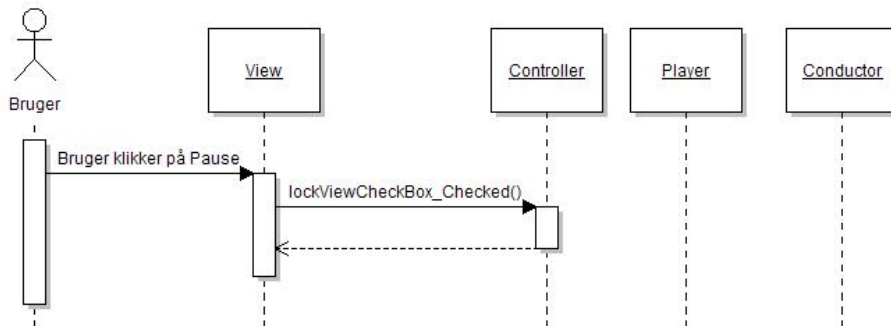 View
Controller
Player
Conductor
Bruger
Bruger klikker på Pause
lockViewCheckBox_Checked()